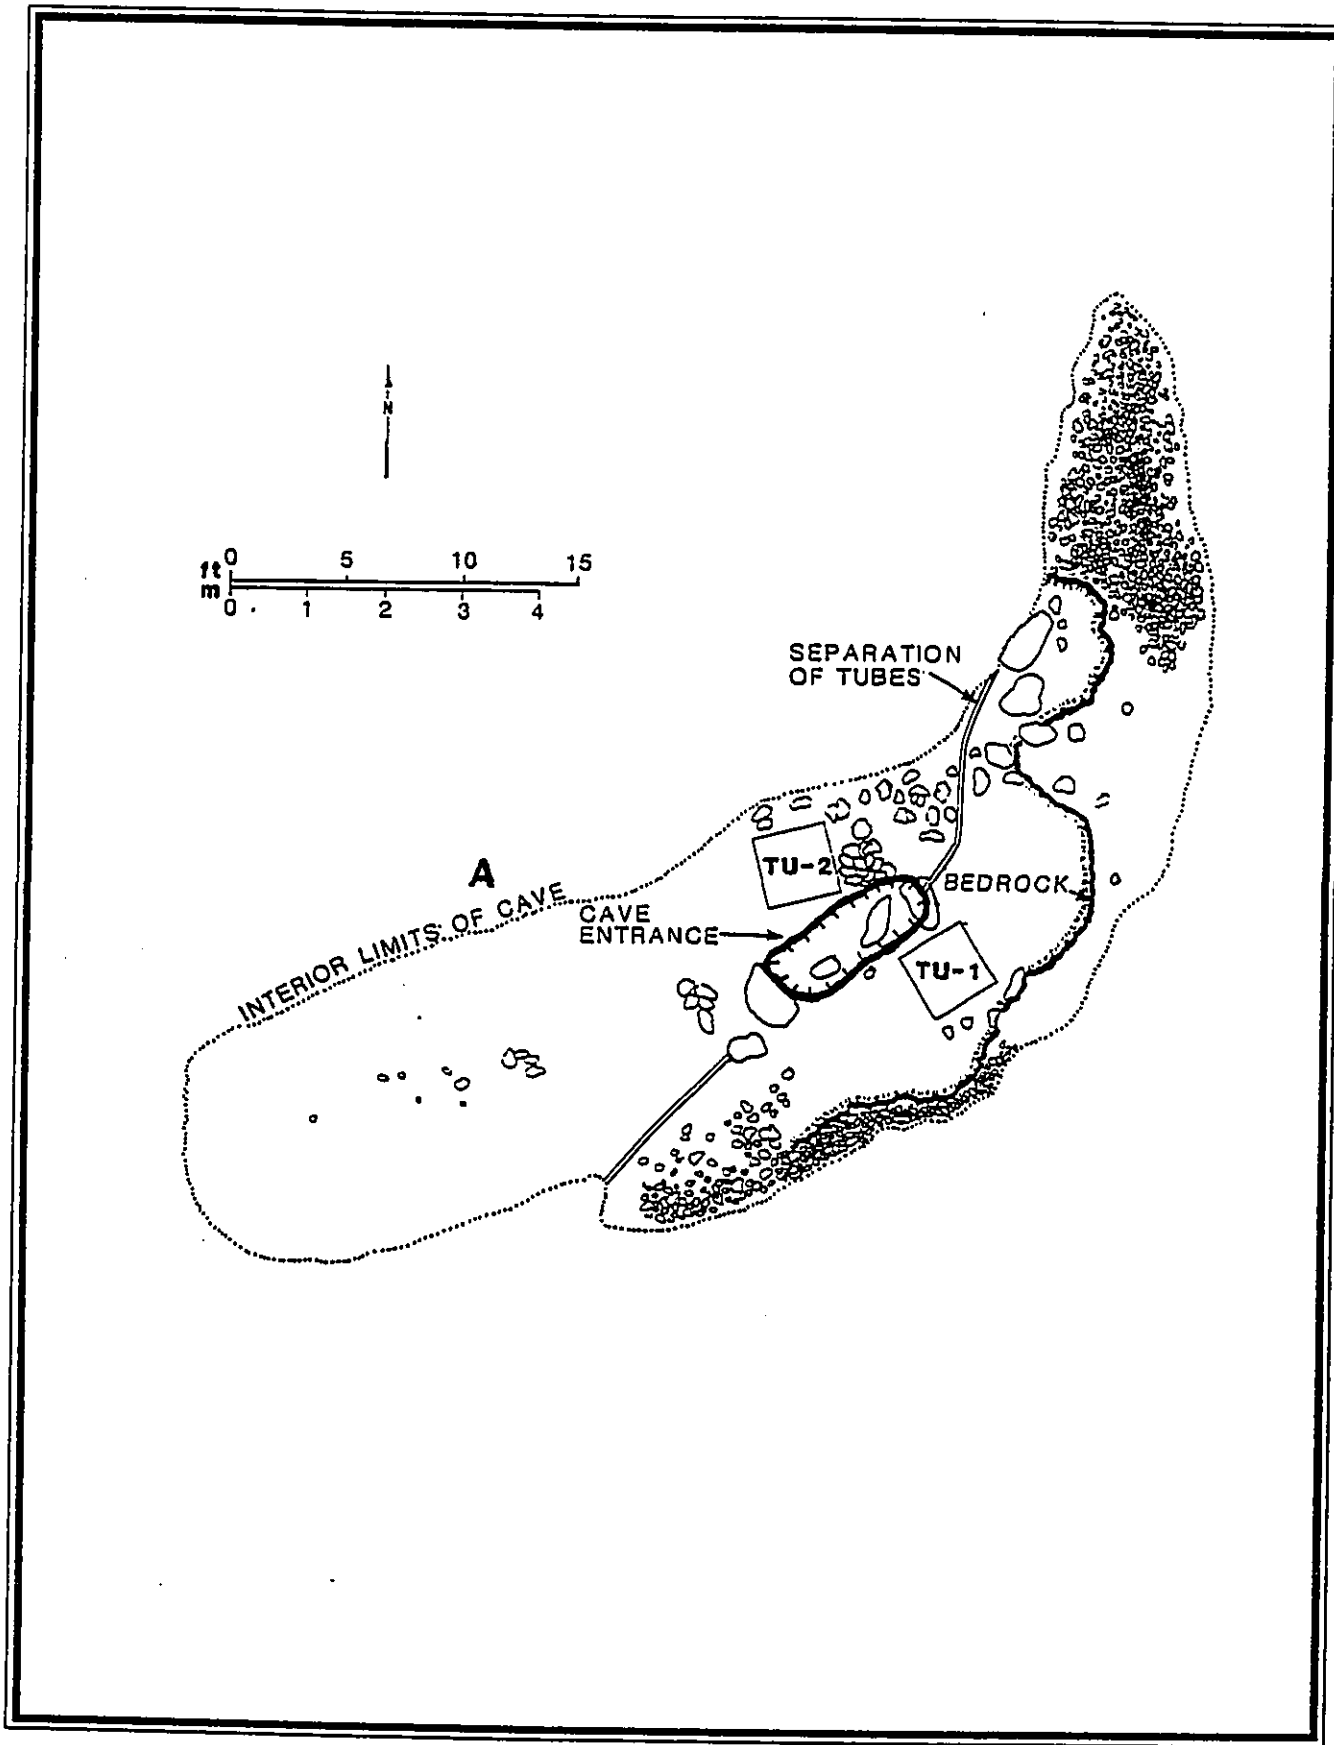 N
0 5 10 15
ft
m
0 1 2 3 4
SEPARATION
OF TUBES
A
TU-2
BEDROCK
INTERIOR LIMITS OF CAVE
CAVE
ENTRANCE
TU-1